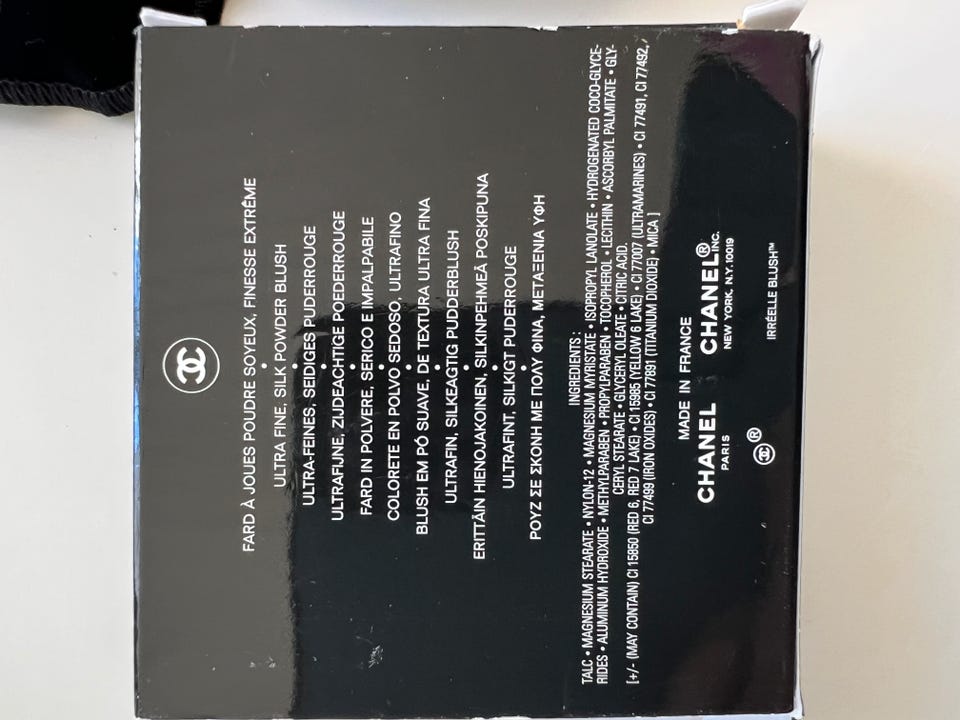 FARD À JOUES POUDRE SOYEUX, FINESSE EXTRÊME
•
ULTRA FINE, SILK POWDER BLUSH
•
ULTRA-FEINES, SEIDIGES PUDERROUGE
•
ULTRAFIJNE, ZIJDEACHTIGE POEDERROUGE
•
FARD IN POLVERE, SERICO E IMPALPABILE
•
COLORETE EN POLVO SEDOSO, ULTRAFINO
•
BLUSH EM PÓ SUAVE, DE TEXTURA ULTRA FINA
•
ULTRAFIN, SILKEAGTIG PUDDERBLUSH
•
ERITTÄIN HIENOJAKOINEN, SILKINPEHMEÄ POSKIPUNA
•
ULTRAFINT, SILKIGT PUDERROUGE
•
ΡΟΥΖ ΣΕ ΣΚΟΝΗ ΜΕ ΠΟΛΥ ΦΙΝΑ, ΜΕΤΑΞΕΝΙΑ ΥΦΗ
INGREDIENTS :
TALC • MAGNESIUM STEARATE • NYLON-12 • MAGNESIUM MYRISTATE • ISOPROPYL LANOLATE • HYDROGENATED COCO-GLYCE-
RIDES • ALUMINUM HYDROXIDE • METHYLPARABEN • PROPYLPARABEN • TOCOPHEROL • LECITHIN • ASCORBYL PALMITATE • GLY-
CERYL STEARATE • GLYCERYL OLEATE • CITRIC ACID.
[+/- (MAY CONTAIN) CI 15850 (RED 6, RED 7 LAKE) • CI 15985 (YELLOW 6 LAKE) • CI 77007 (ULTRAMARINES) • CI 77491, CI 77492,
CI 77499 (IRON OXIDES) • CI 77891 (TITANIUM DIOXIDE) • MICA ]
MADE IN FRANCE
CHANEL CHANEL® INC.
PARIS NEW YORK, N.Y. 10019
®
IRRÉELLE BLUSH™